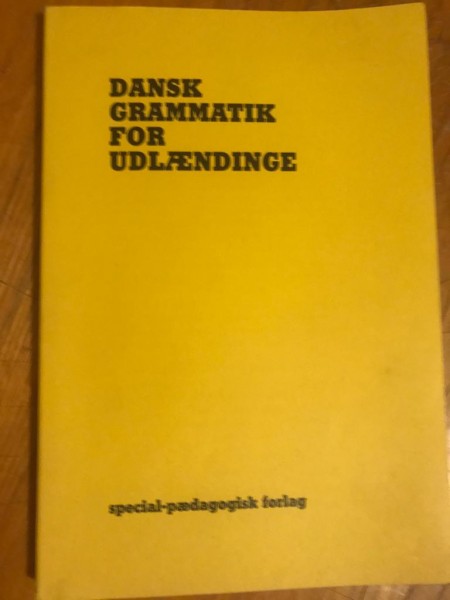 DANSK
GRAMMATIK
FOR
UDLÆNDINGE
special-pædagogisk forlag